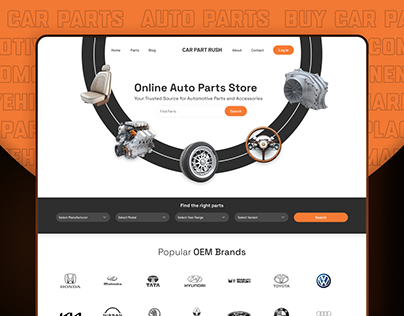 CAR PARTS AUTO PARTS BUY CAR PA
Home Parts Blog CAR PART RUSH About Contact Log In
Online Auto Parts Store
Your Trusted Source for Automotive Parts and Accessories
Find Parts Search
Find the right parts
Select Manufacturer Select Model Select Year Range Select Variant Search
Popular OEM Brands
HONDA Mahindra TATA HYUNDAI TOYOTA